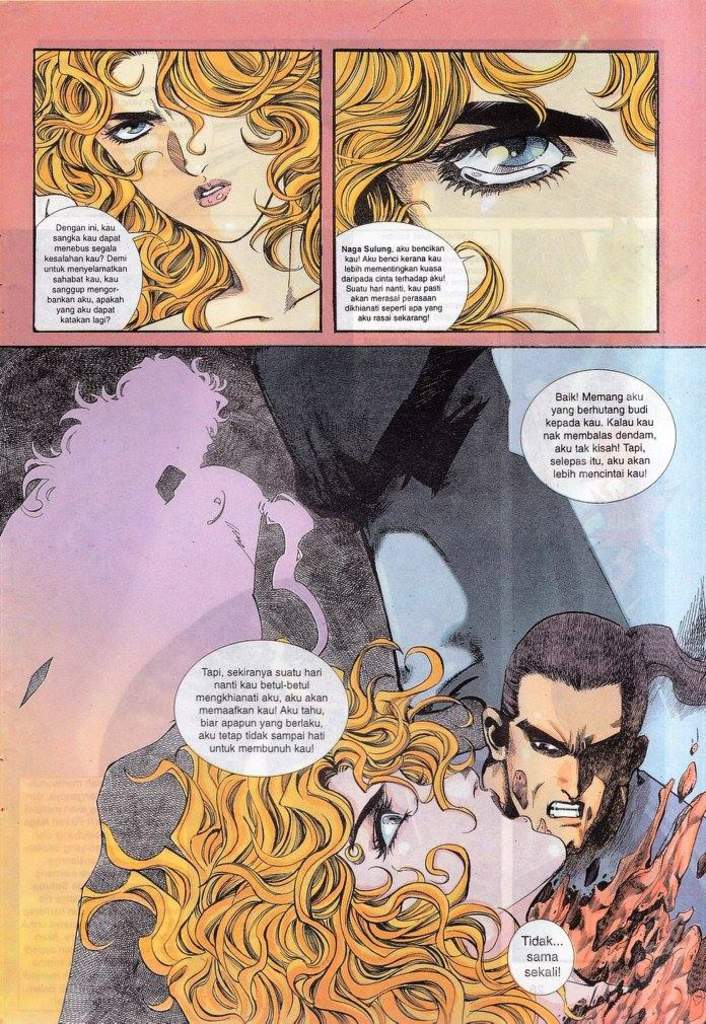 Dengan ini, kau
sangka kau dapat
menebus segala
kesalahan kau? Demi
untuk menyelamatkan
sahabat kau, kau
sanggup mengor-
bankan aku, apakah
yang aku dapat
katakan lagi?
Naga Sulung, aku bencikan
kau! Aku benci kerana kau
lebih mementingkan kuasa
daripada cinta terhadap aku!
Suatu hari nanti, kau pasti
akan merasai perasaan
dikhianati seperti apa yang
aku rasai sekarang!
Baik! Memang aku
yang berhutang budi
kepada kau. Kalau kau
nak membalas dendam,
aku tak kisah! Tapi,
selepas itu, aku akan
lebih mencintai kau!
Tapi, sekiranya suatu hari
nanti kau betul-betul
mengkhianati aku, aku akan
memaafkan kau! Aku tahu,
biar apapun yang berlaku,
aku tetap tidak sampai hati
untuk membunuh kau!
Tidak...
sama
sekali!